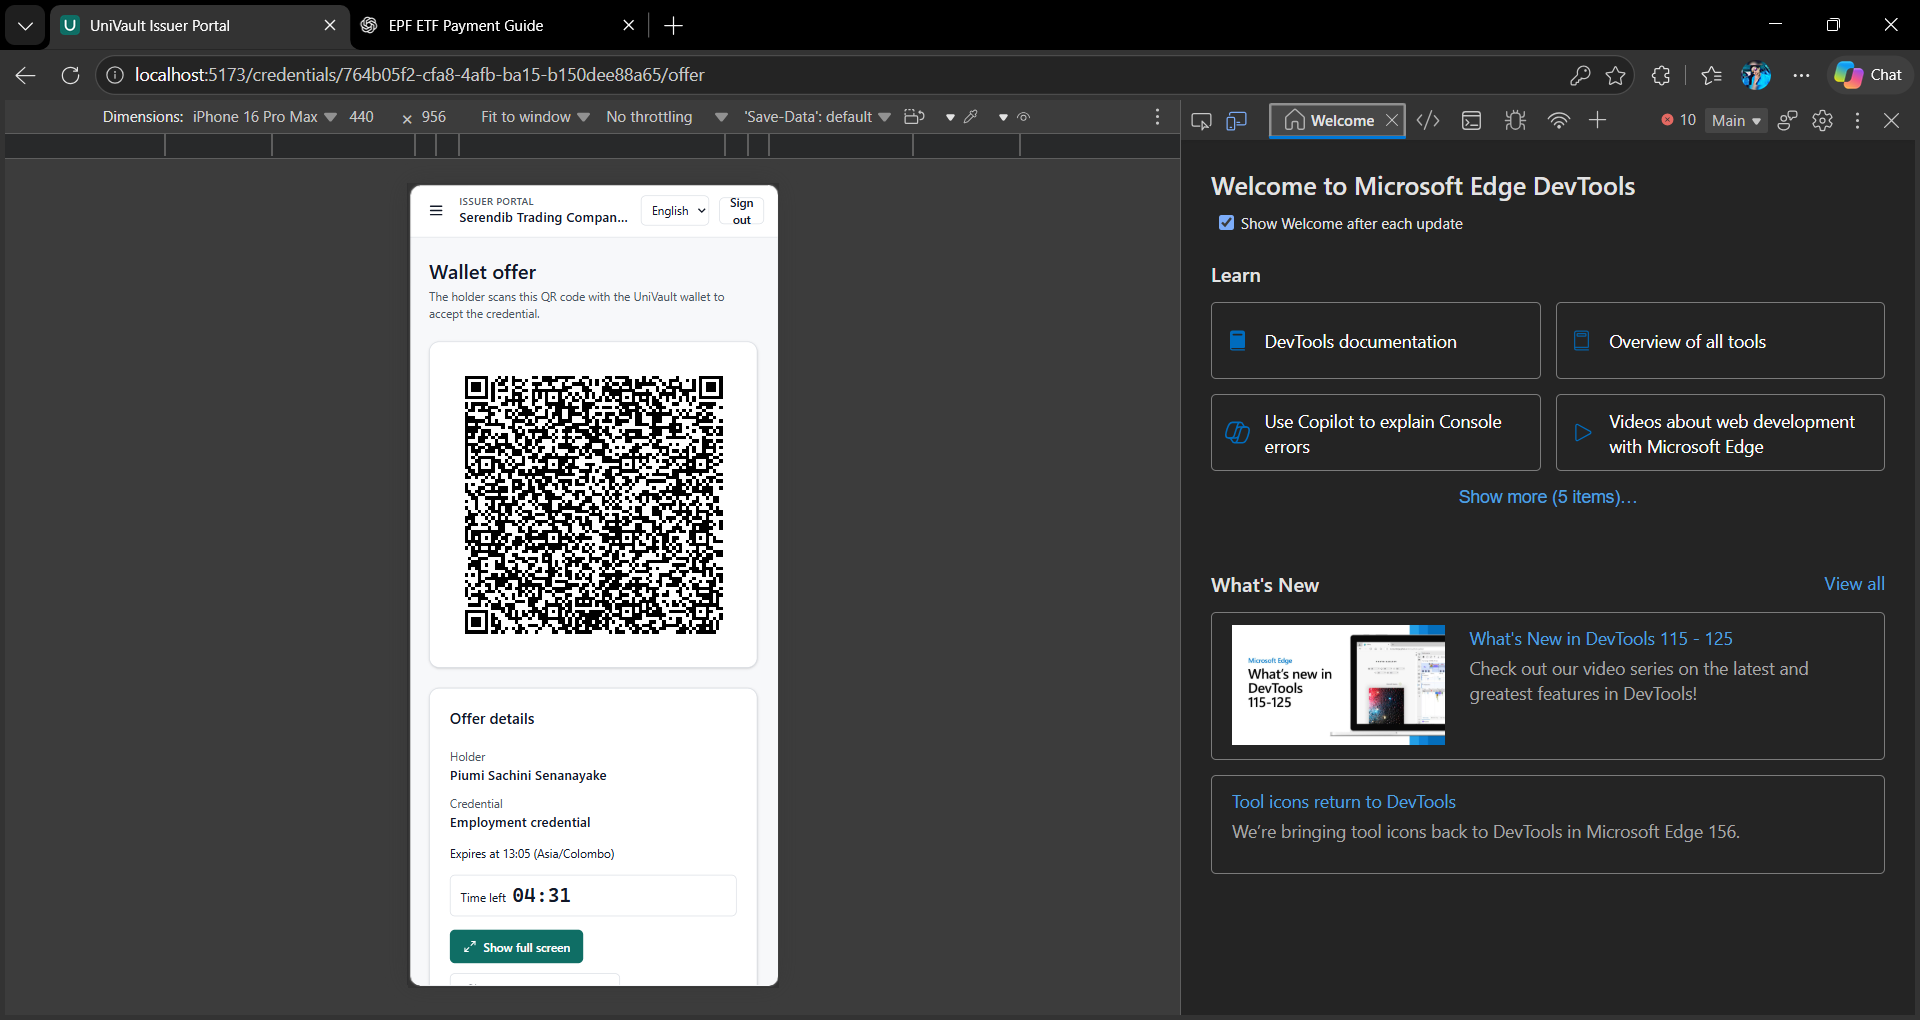 UniVault Issuer Portal
EPF ETF Payment Guide
localhost:5173/credentials/764b05f2-cfa8-4afb-ba15-b150dee88a65/offer
Chat
Dimensions: iPhone 16 Pro Max 440 × 956 Fit to window No throttling 'Save-Data': default
Welcome
10 Main
ISSUER PORTAL
Serendib Trading Compan...
English
Sign
out
Wallet offer
The holder scans this QR code with the UniVault wallet to
accept the credential.
Offer details
Holder
Piumi Sachini Senanayake
Credential
Employment credential
Expires at 13:05 (Asia/Colombo)
Time left 04:31
Show full screen
Welcome to Microsoft Edge DevTools
Show Welcome after each update
Learn
DevTools documentation
Overview of all tools
Use Copilot to explain Console
errors
Videos about web development
with Microsoft Edge
Show more (5 items)...
What's New
View all
Microsoft Edge
What's new in
DevTools
115-125
What's New in DevTools 115 - 125
Check out our video series on the latest and
greatest features in DevTools!
Tool icons return to DevTools
We're bringing tool icons back to DevTools in Microsoft Edge 156.